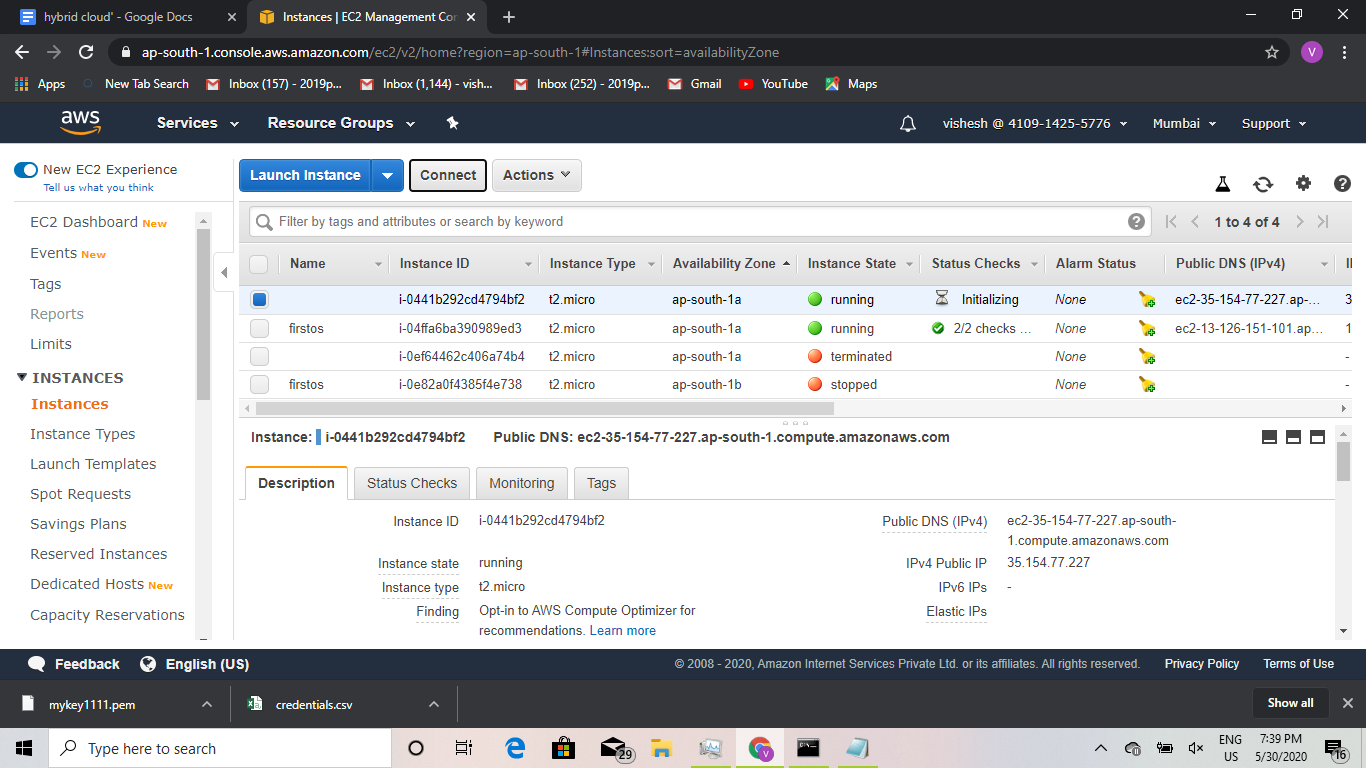 hybrid cloud' - Google Docs
Instances | EC2 Management Con
ap-south-1.console.aws.amazon.com/ec2/v2/home?region=ap-south-1#Instances:sort=availabilityZone
V
Apps New Tab Search Inbox (157) - 2019p... Inbox (1,144) - vish... Inbox (252) - 2019p... Gmail YouTube Maps
aws Services Resource Groups vishesh @ 4109-1425-5776 Mumbai Support
New EC2 Experience
Tell us what you think
EC2 Dashboard New
Events New
Tags
Reports
Limits
INSTANCES
Instances
Instance Types
Launch Templates
Spot Requests
Savings Plans
Reserved Instances
Dedicated Hosts New
Capacity Reservations
Launch Instance Connect Actions
Filter by tags and attributes or search by keyword
1 to 4 of 4
Name Instance ID Instance Type Availability Zone Instance State Status Checks Alarm Status Public DNS (IPv4)
i-0441b292cd4794bf2 t2.micro ap-south-1a running Initializing None ec2-35-154-77-227.ap-... 3
firstos i-04ffa6ba390989ed3 t2.micro ap-south-1a running 2/2 checks ... None ec2-13-126-151-101.ap... 1
i-0ef64462c406a74b4 t2.micro ap-south-1a terminated None -
firstos i-0e82a0f4385f4e738 t2.micro ap-south-1b stopped None -
Instance: i-0441b292cd4794bf2 Public DNS: ec2-35-154-77-227.ap-south-1.compute.amazonaws.com
Description Status Checks Monitoring Tags
Instance ID i-0441b292cd4794bf2
Instance state running
Instance type t2.micro
Finding Opt-in to AWS Compute Optimizer for
recommendations. Learn more
Public DNS (IPv4) ec2-35-154-77-227.ap-south-
1.compute.amazonaws.com
IPv4 Public IP 35.154.77.227
IPv6 IPs -
Elastic IPs
Feedback English (US) © 2008 - 2020, Amazon Internet Services Private Ltd. or its affiliates. All rights reserved. Privacy Policy Terms of Use
mykey1111.pem credentials.csv Show all
Type here to search
29
V
ENG
US
7:39 PM
5/30/2020
16